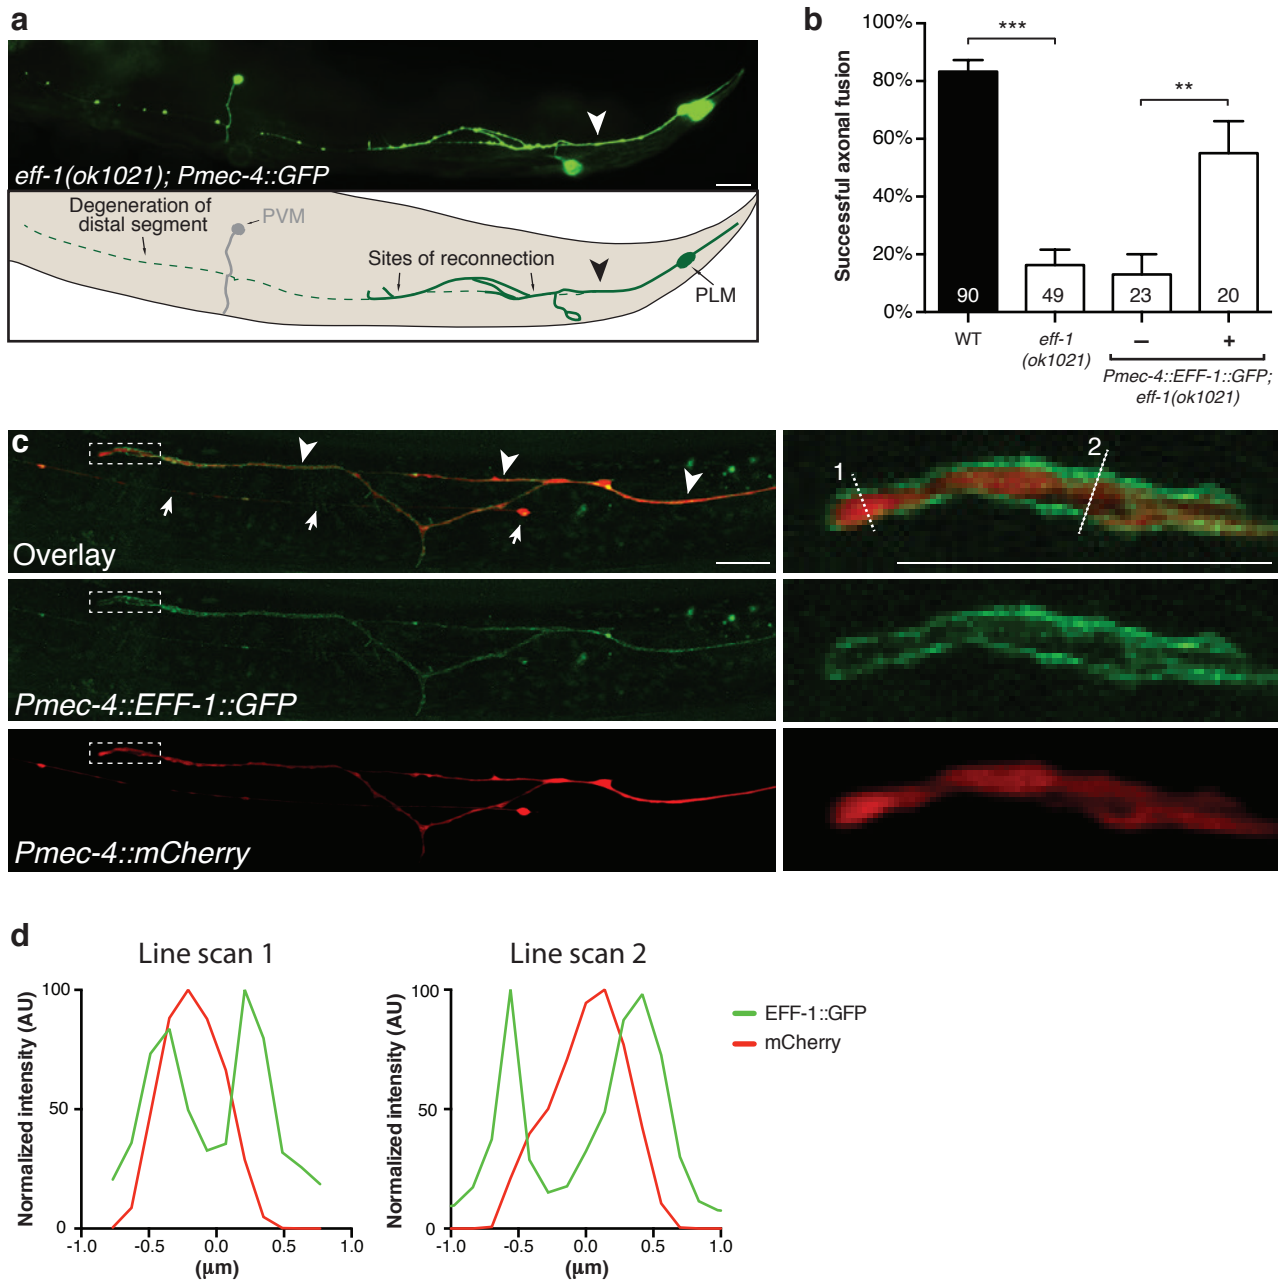 a
eff-1(ok1021); Pmec-4::GFP
Degeneration of
distal segment
PVM
Sites of reconnection
PLM
b
Successful axonal fusion
100%
80%
60%
40%
20%
0%
***
**
90
49
23
20
WT
eff-1
(ok1021)
–
+
Pmec-4::EFF-1::GFP;
eff-1(ok1021)
c
Overlay
1
2
Pmec-4::EFF-1::GFP
Pmec-4::mCherry
d
Line scan 1
Normalized intensity (AU)
100
50
0
-1.0
-0.5
0.0
0.5
1.0
(µm)
Line scan 2
Normalized intensity (AU)
100
50
0
-1.0
-0.5
0.0
0.5
1.0
(µm)
EFF-1::GFP
mCherry